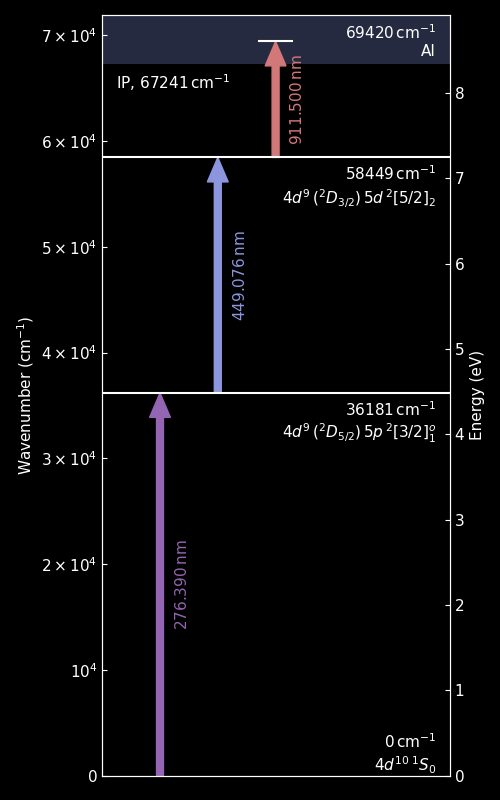 7 × 10⁴
69420 cm⁻¹
AI
IP, 67241 cm⁻¹
911.500 nm
8
6 × 10⁴
58449 cm⁻¹
7
4d⁹ (²D₃/₂) 5d ²[5/2]₂
5 × 10⁴
6
449.076 nm
4 × 10⁴
5
Wavenumber (cm⁻¹)
Energy (eV)
36181 cm⁻¹
4d⁹ (²D₅/₂) 5p ²[3/2]ᵒ₁
4
3 × 10⁴
3
2 × 10⁴
276.390 nm
2
10⁴
1
0 cm⁻¹
4d¹⁰ ¹S₀
0
0